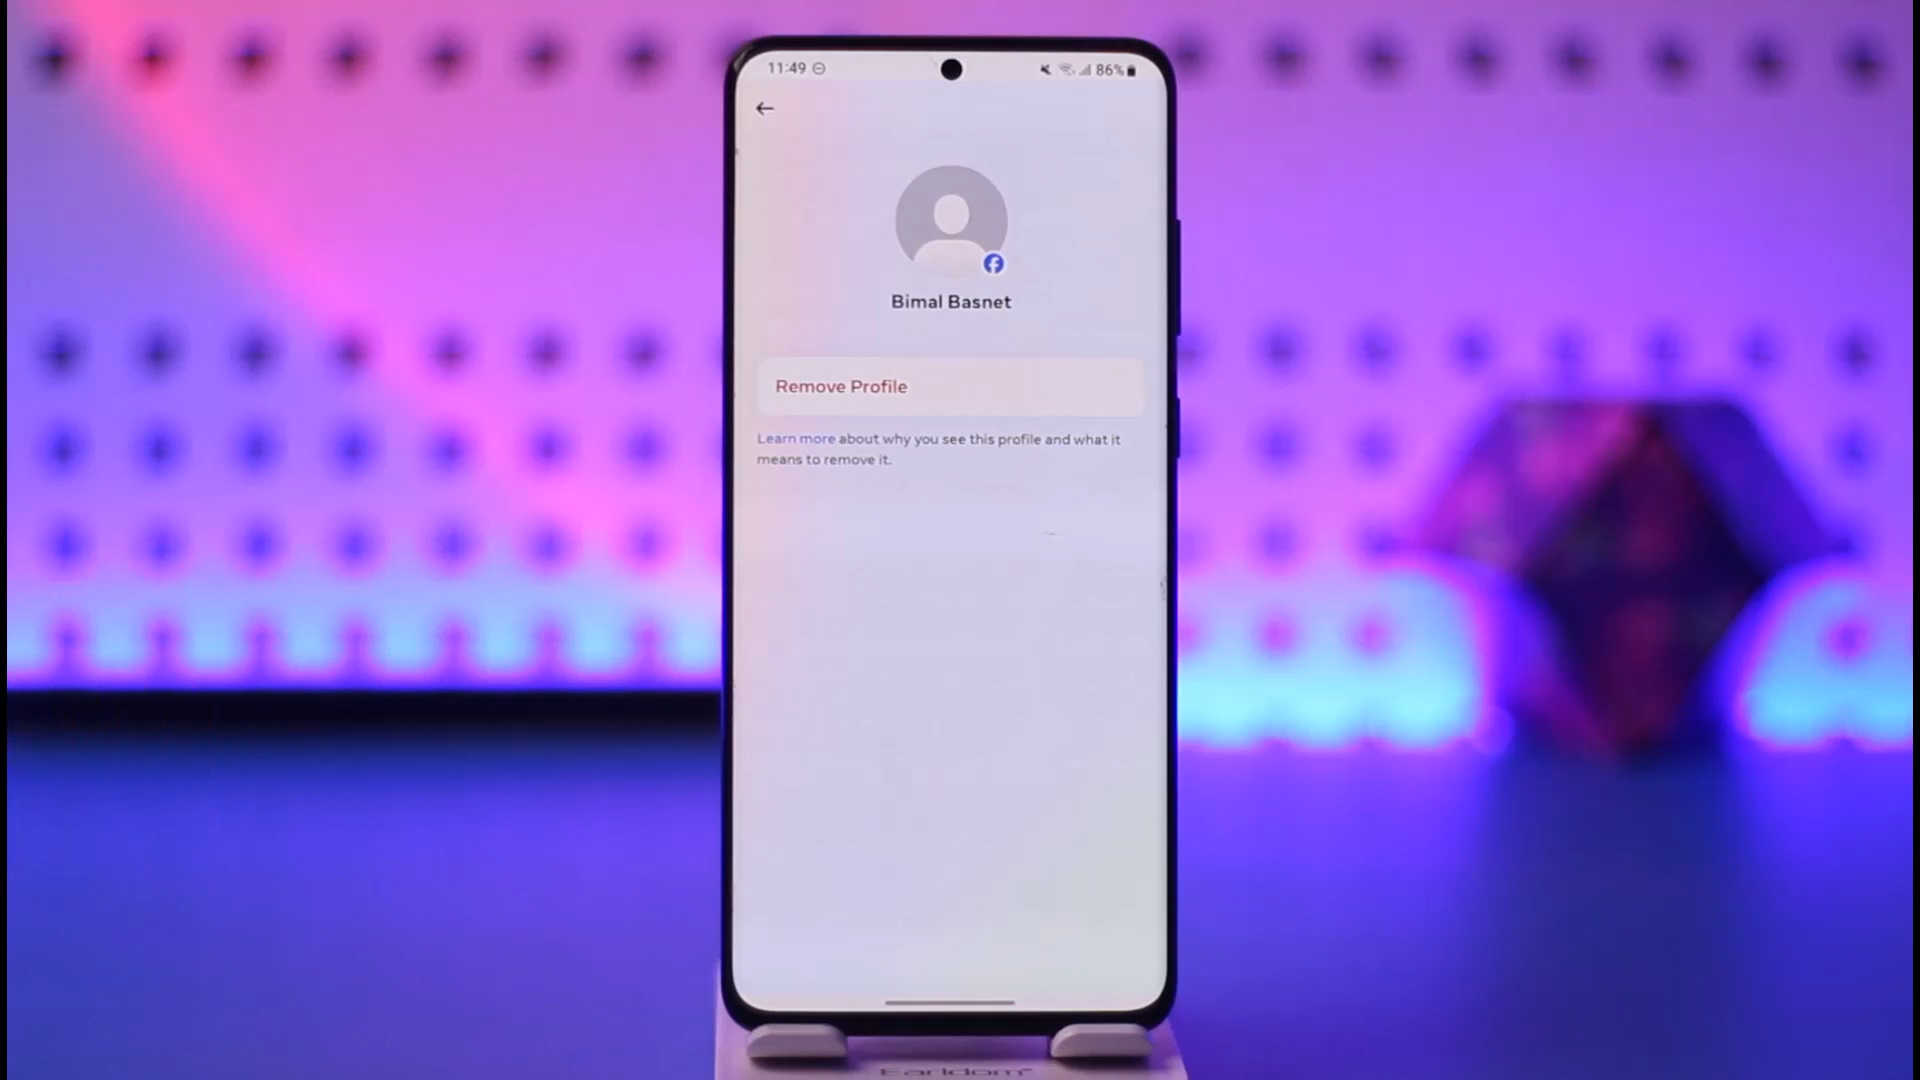 11:49
86%
Bimal Basnet
Remove Profile
Learn more about why you see this profile and what it
means to remove it.
Earldom